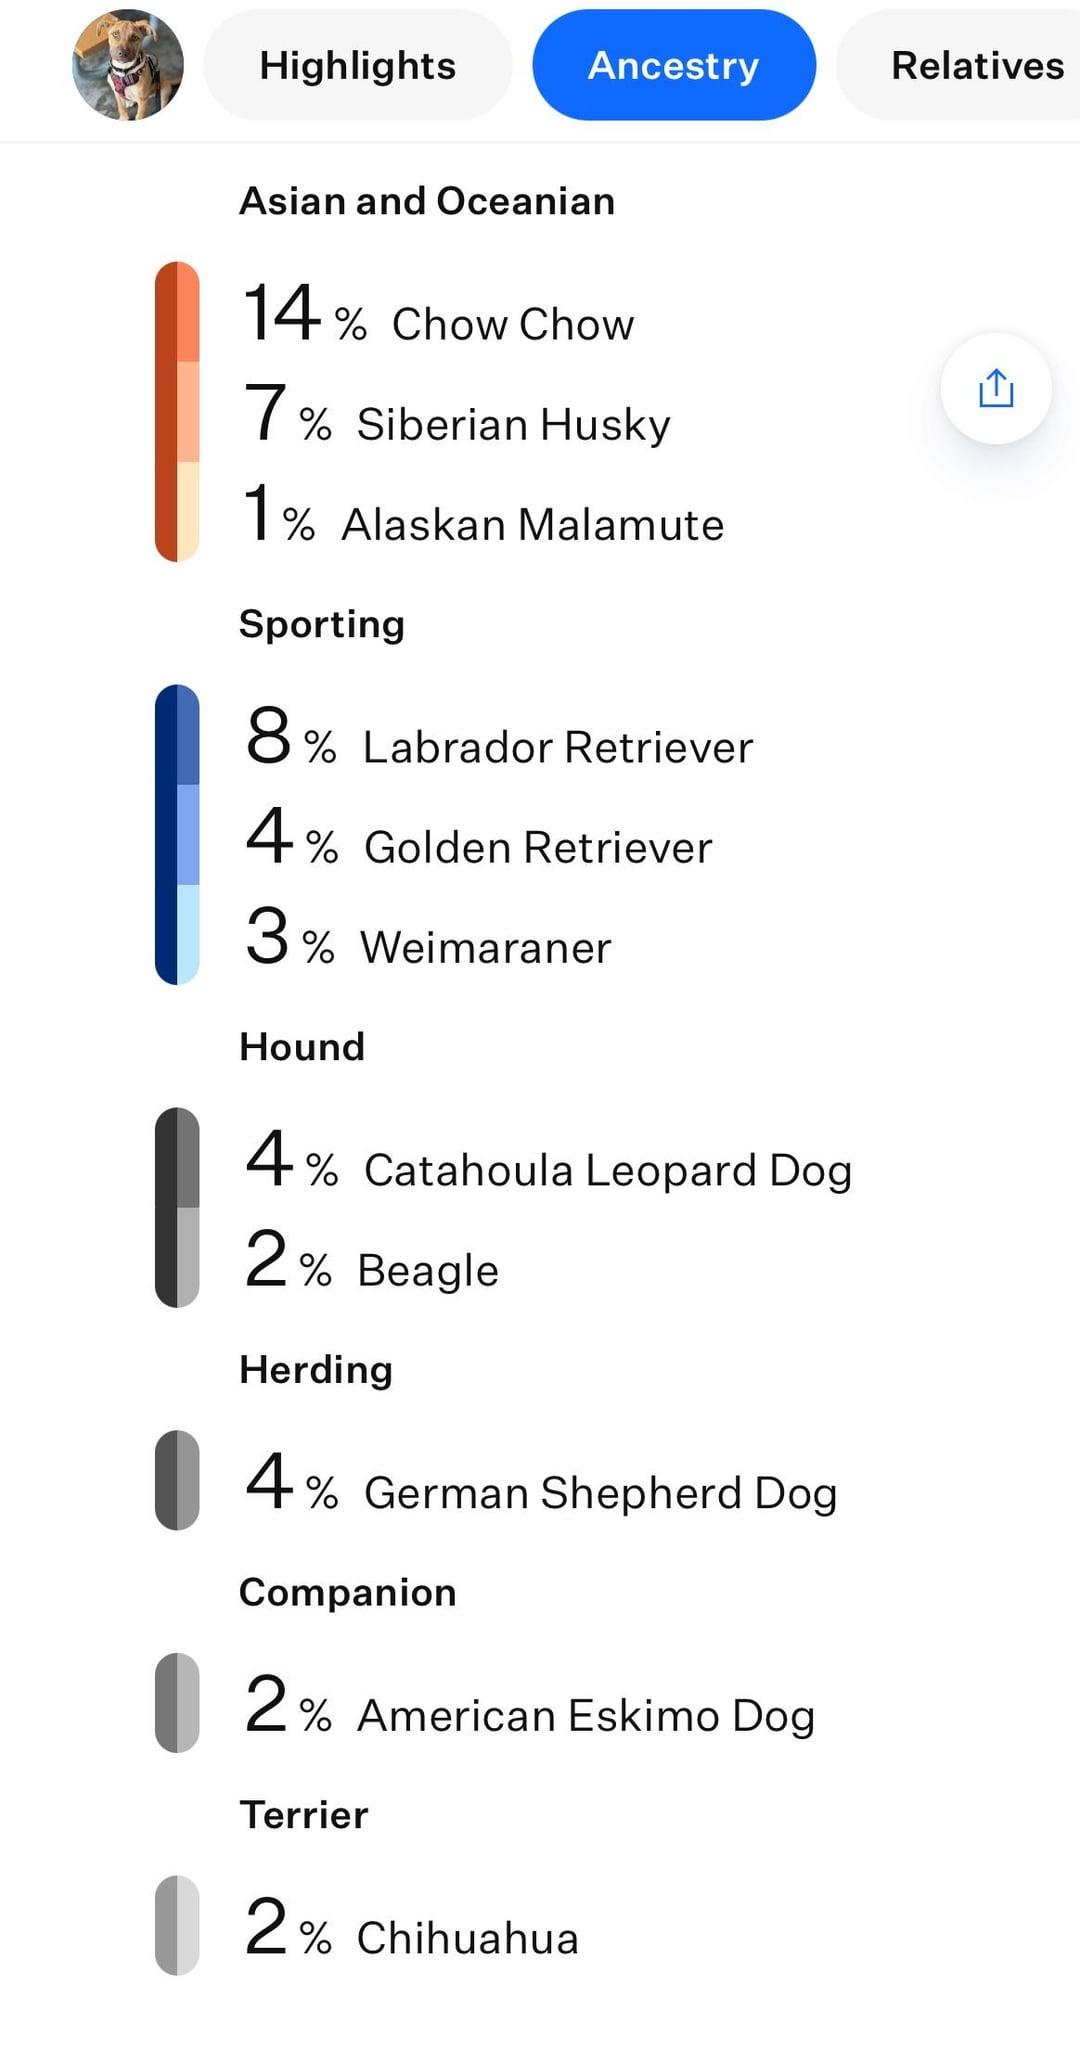 Highlights Ancestry Relatives
Asian and Oceanian
14 % Chow Chow
7 % Siberian Husky
1 % Alaskan Malamute
Sporting
8 % Labrador Retriever
4 % Golden Retriever
3 % Weimaraner
Hound
4 % Catahoula Leopard Dog
2 % Beagle
Herding
4 % German Shepherd Dog
Companion
2 % American Eskimo Dog
Terrier
2 % Chihuahua